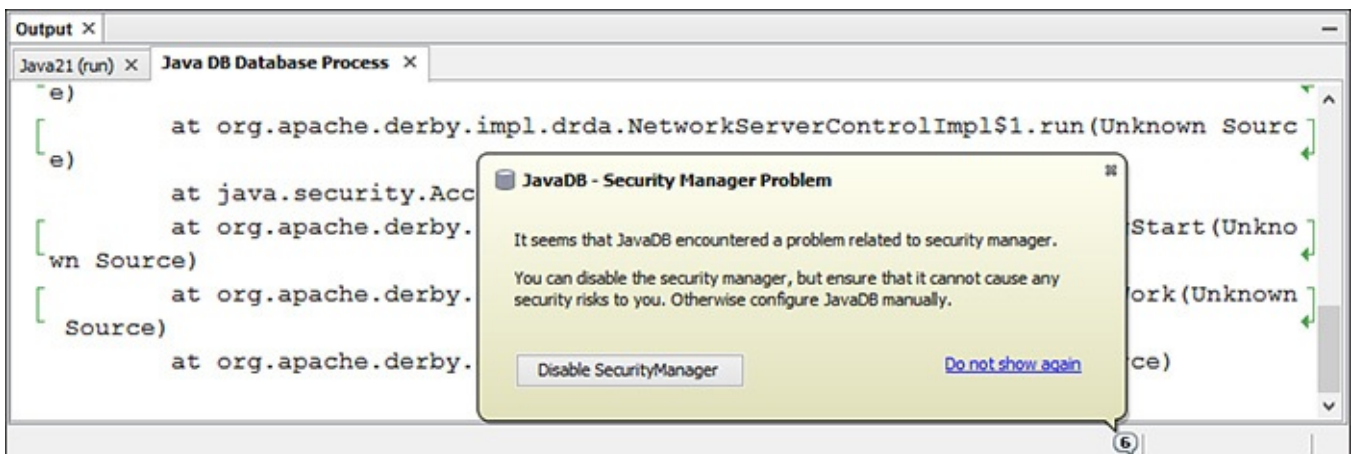 Output
Java21 (run) Java DB Database Process
e)
at org.apache.derby.impl.drda.NetworkServerControlImpl$1.run(Unknown Sourc
e)
at java.security.Acc
at org.apache.derby. rStart(Unkno
wn Source)
at org.apache.derby. ork(Unknown
Source)
at org.apache.derby. ce)
JavaDB - Security Manager Problem
It seems that JavaDB encountered a problem related to security manager.
You can disable the security manager, but ensure that it cannot cause any
security risks to you. Otherwise configure JavaDB manually.
Disable SecurityManager Do not show again
6